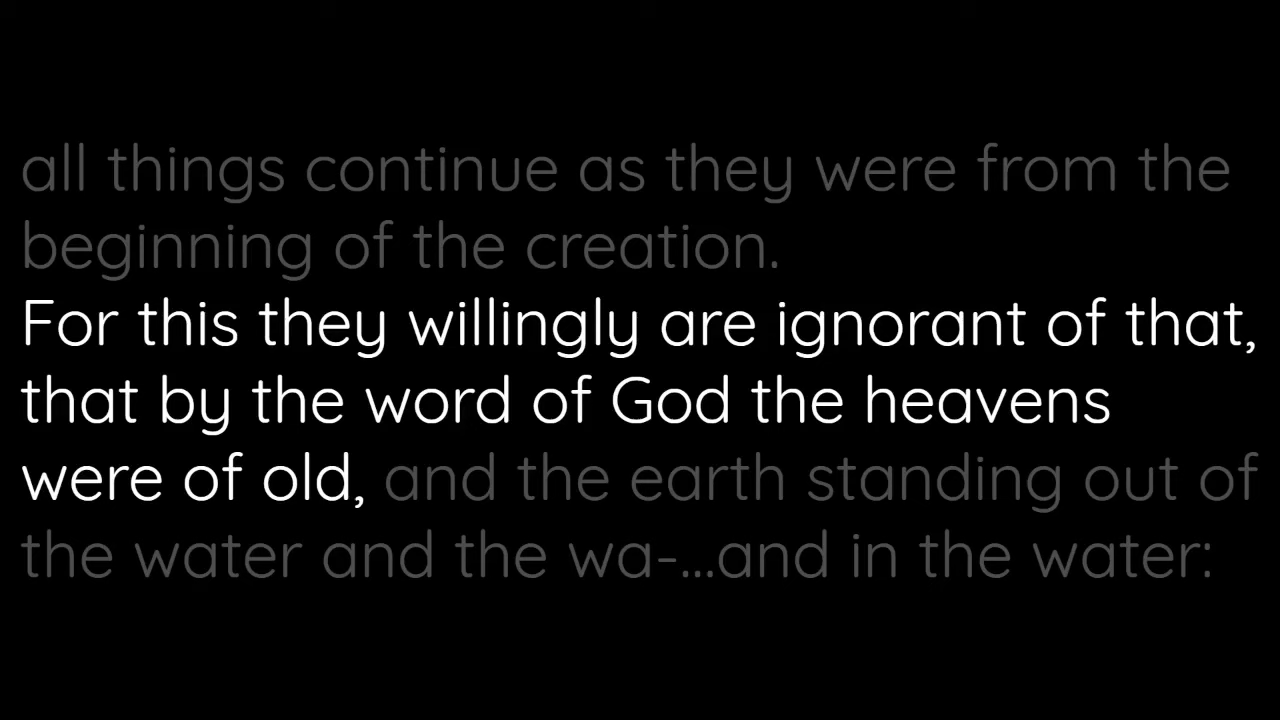 all things continue as they were from the
beginning of the creation.
For this they willingly are ignorant of that,
that by the word of God the heavens
were of old, and the earth standing out of
the water and the wa-...and in the water: